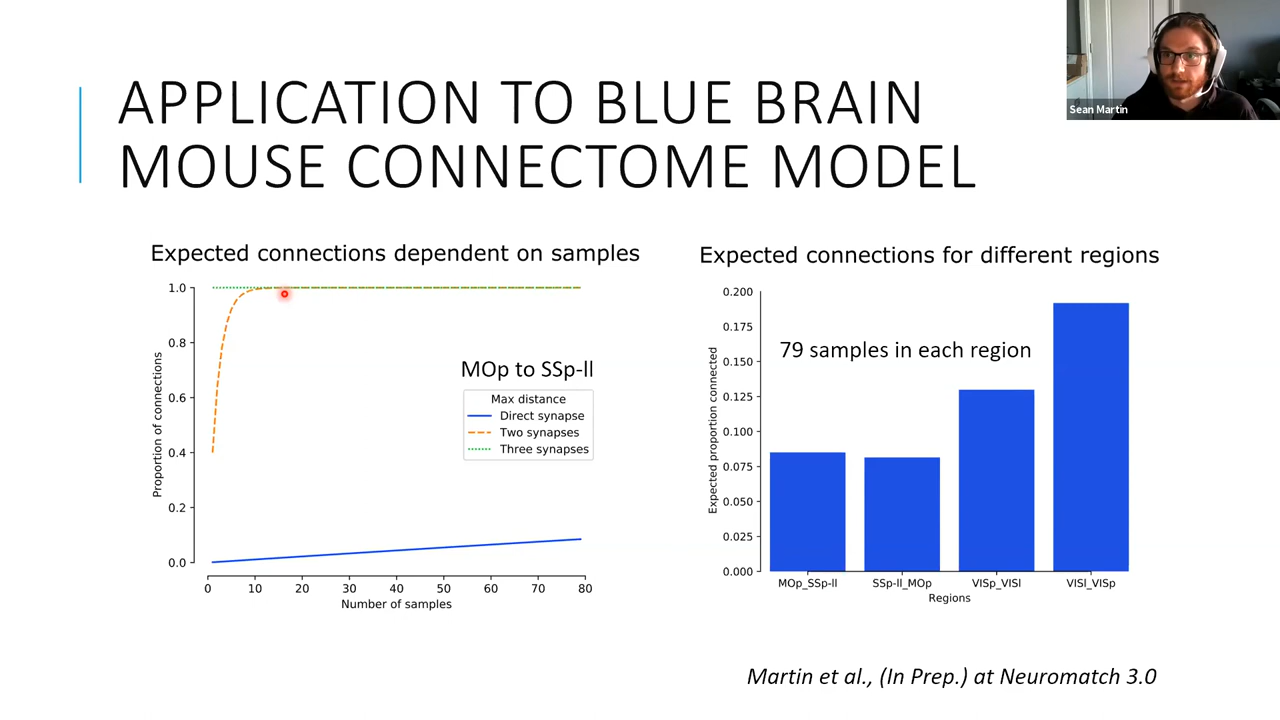 APPLICATION TO BLUE BRAIN
MOUSE CONNECTOME MODEL
Sean Martin
Expected connections dependent on samples
Proportion of connections
1.0
0.8
0.6
0.4
0.2
0.0
MOp to SSp-ll
Max distance
Direct synapse
Two synapses
Three synapses
0 10 20 30 40 50 60 70 80
Number of samples
Expected connections for different regions
Expected proportion connected
0.200
0.175
0.150
0.125
0.100
0.075
0.050
0.025
0.000
79 samples in each region
MOp_SSp-ll SSp-ll_MOp VISp_VISl VISl_VISp
Regions
Martin et al., (In Prep.) at Neuromatch 3.0